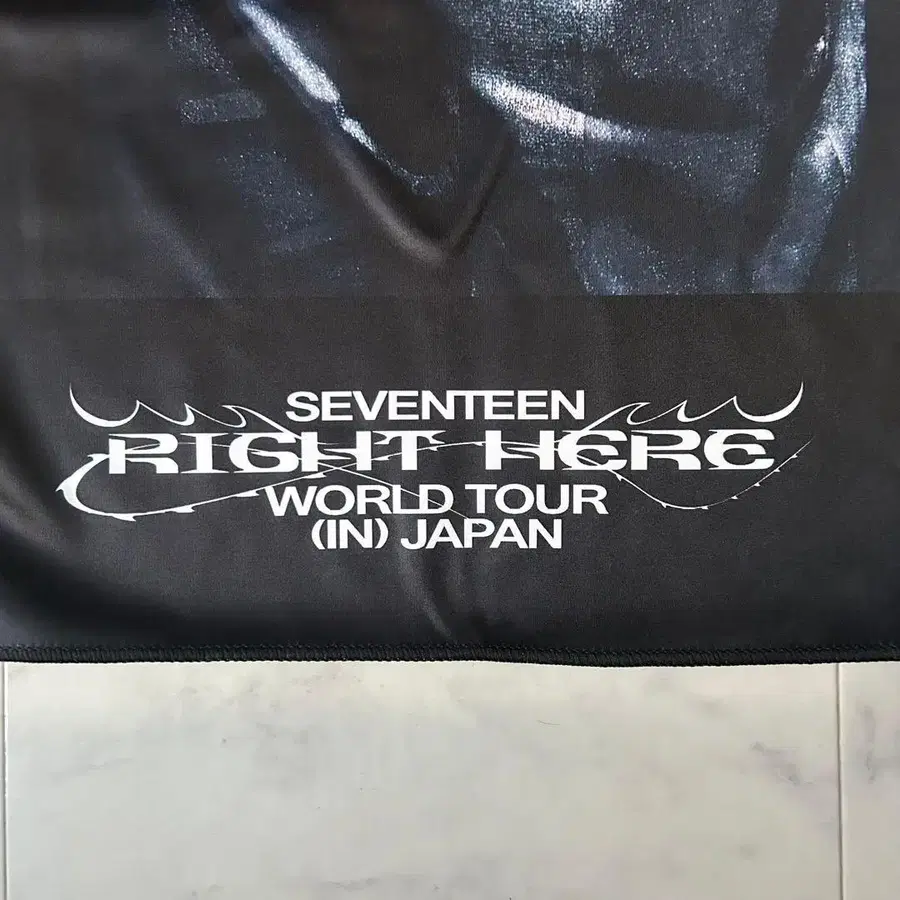 SEVENTEEN
RIGHT HERE
WORLD TOUR
(IN) JAPAN